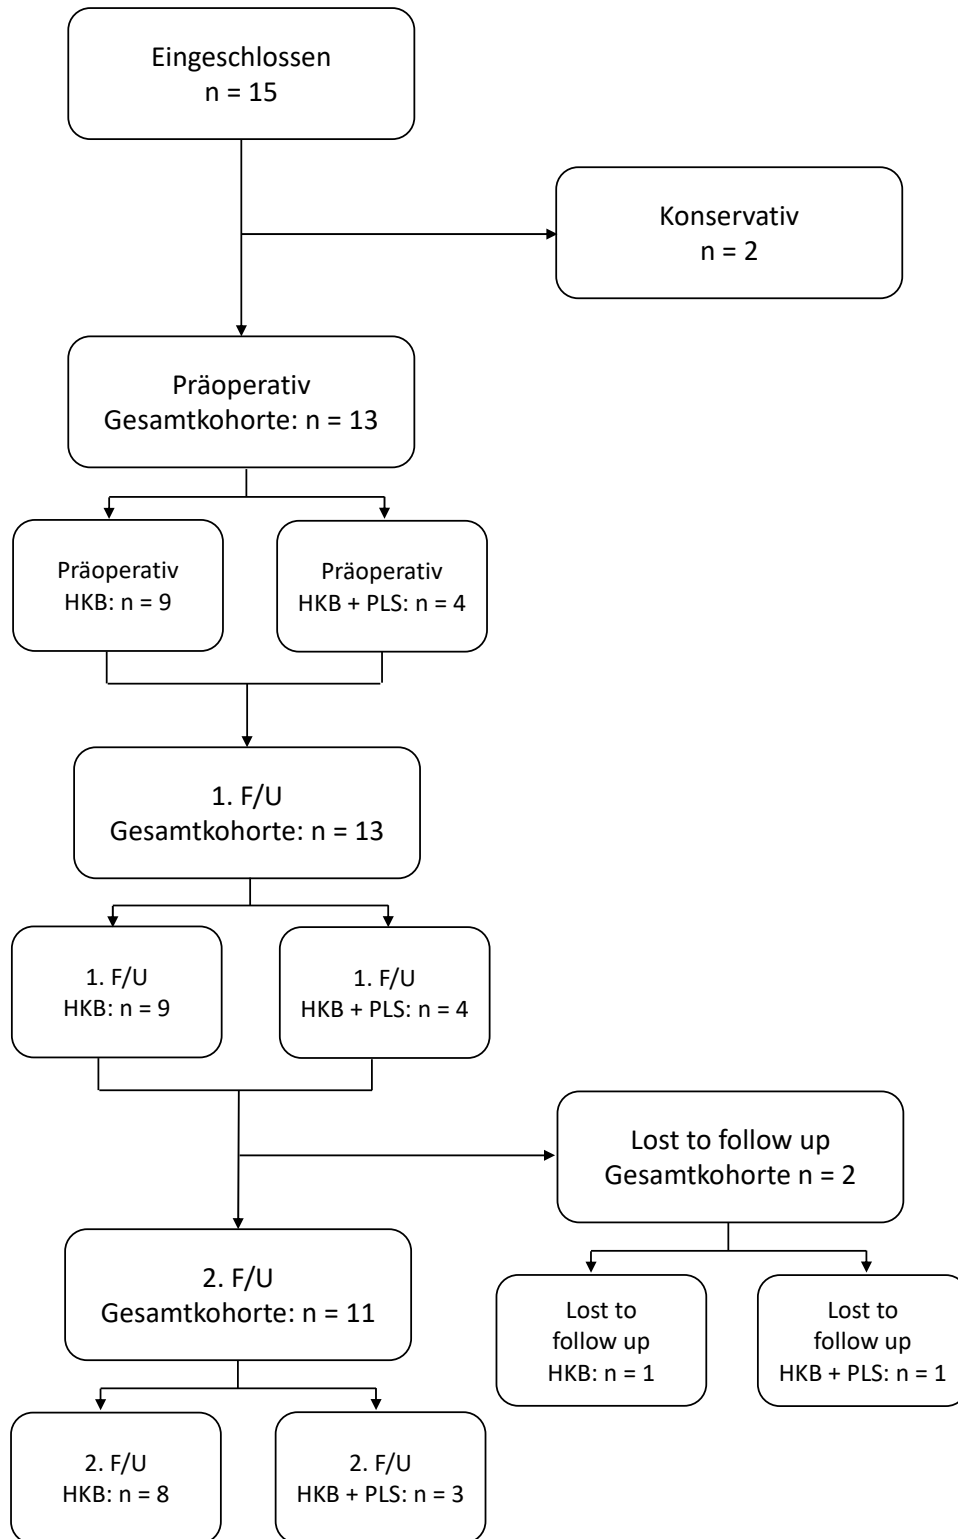 Eingeschlossen
n = 15
Konservativ
n = 2
Präoperativ
Gesamtkohorte: n = 13
Präoperativ
HKB: n = 9
Präoperativ
HKB + PLS: n = 4
1. F/U
Gesamtkohorte: n = 13
1. F/U
HKB: n = 9
1. F/U
HKB + PLS: n = 4
Lost to follow up
Gesamtkohorte n = 2
2. F/U
Gesamtkohorte: n = 11
Lost to
follow up
HKB: n = 1
Lost to
follow up
HKB + PLS: n = 1
2. F/U
HKB: n = 8
2. F/U
HKB + PLS: n = 3